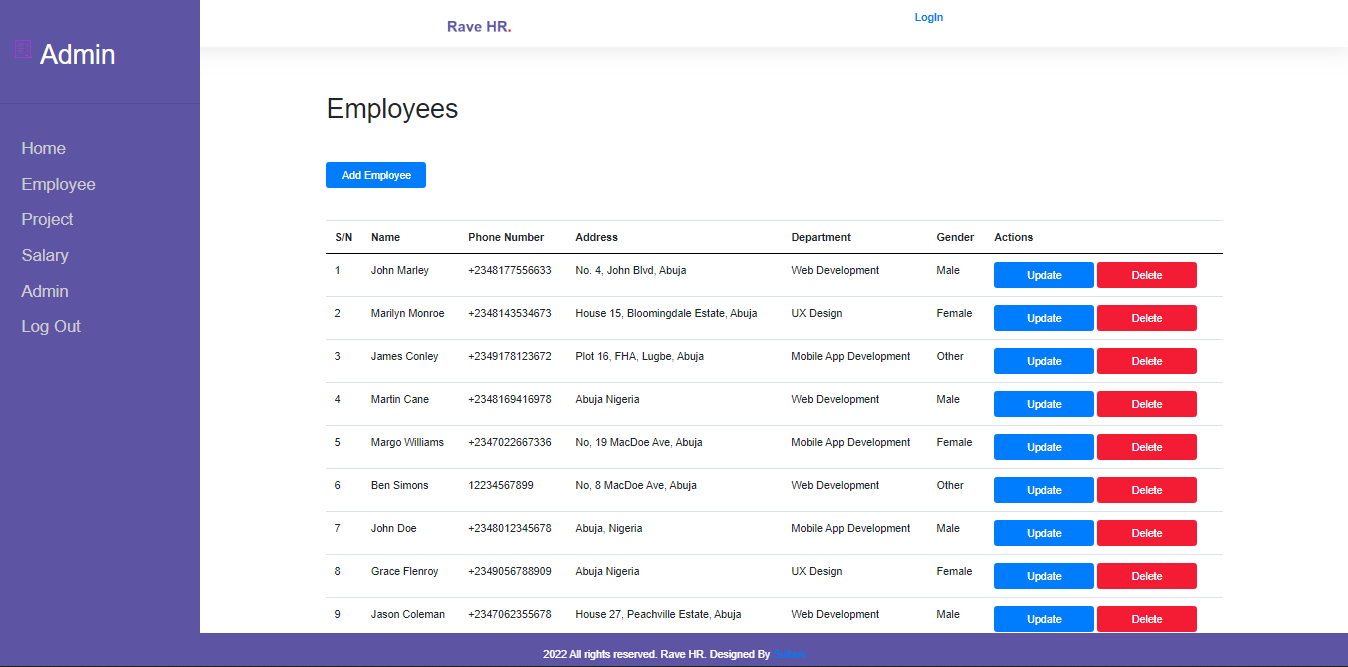 Admin
Rave HR.
LogIn
Home
Employee
Project
Salary
Admin
Log Out
Employees
Add Employee
S/N Name Phone Number Address Department Gender Actions
1 John Marley +2348177556633 No. 4, John Blvd, Abuja Web Development Male Update Delete
2 Marilyn Monroe +2348143534673 House 15, Bloomingdale Estate, Abuja UX Design Female Update Delete
3 James Conley +2349178123672 Plot 16, FHA, Lugbe, Abuja Mobile App Development Other Update Delete
4 Martin Cane +2348169416978 Abuja Nigeria Web Development Male Update Delete
5 Margo Williams +2347022667336 No, 19 MacDoe Ave, Abuja Mobile App Development Female Update Delete
6 Ben Simons 12234567899 No, 8 MacDoe Ave, Abuja Web Development Other Update Delete
7 John Doe +2348012345678 Abuja, Nigeria Mobile App Development Male Update Delete
8 Grace Flenroy +2349056788909 Abuja Nigeria UX Design Female Update Delete
9 Jason Coleman +2347062355678 House 27, Peachville Estate, Abuja Web Development Male Update Delete
2022 All rights reserved. Rave HR. Designed By